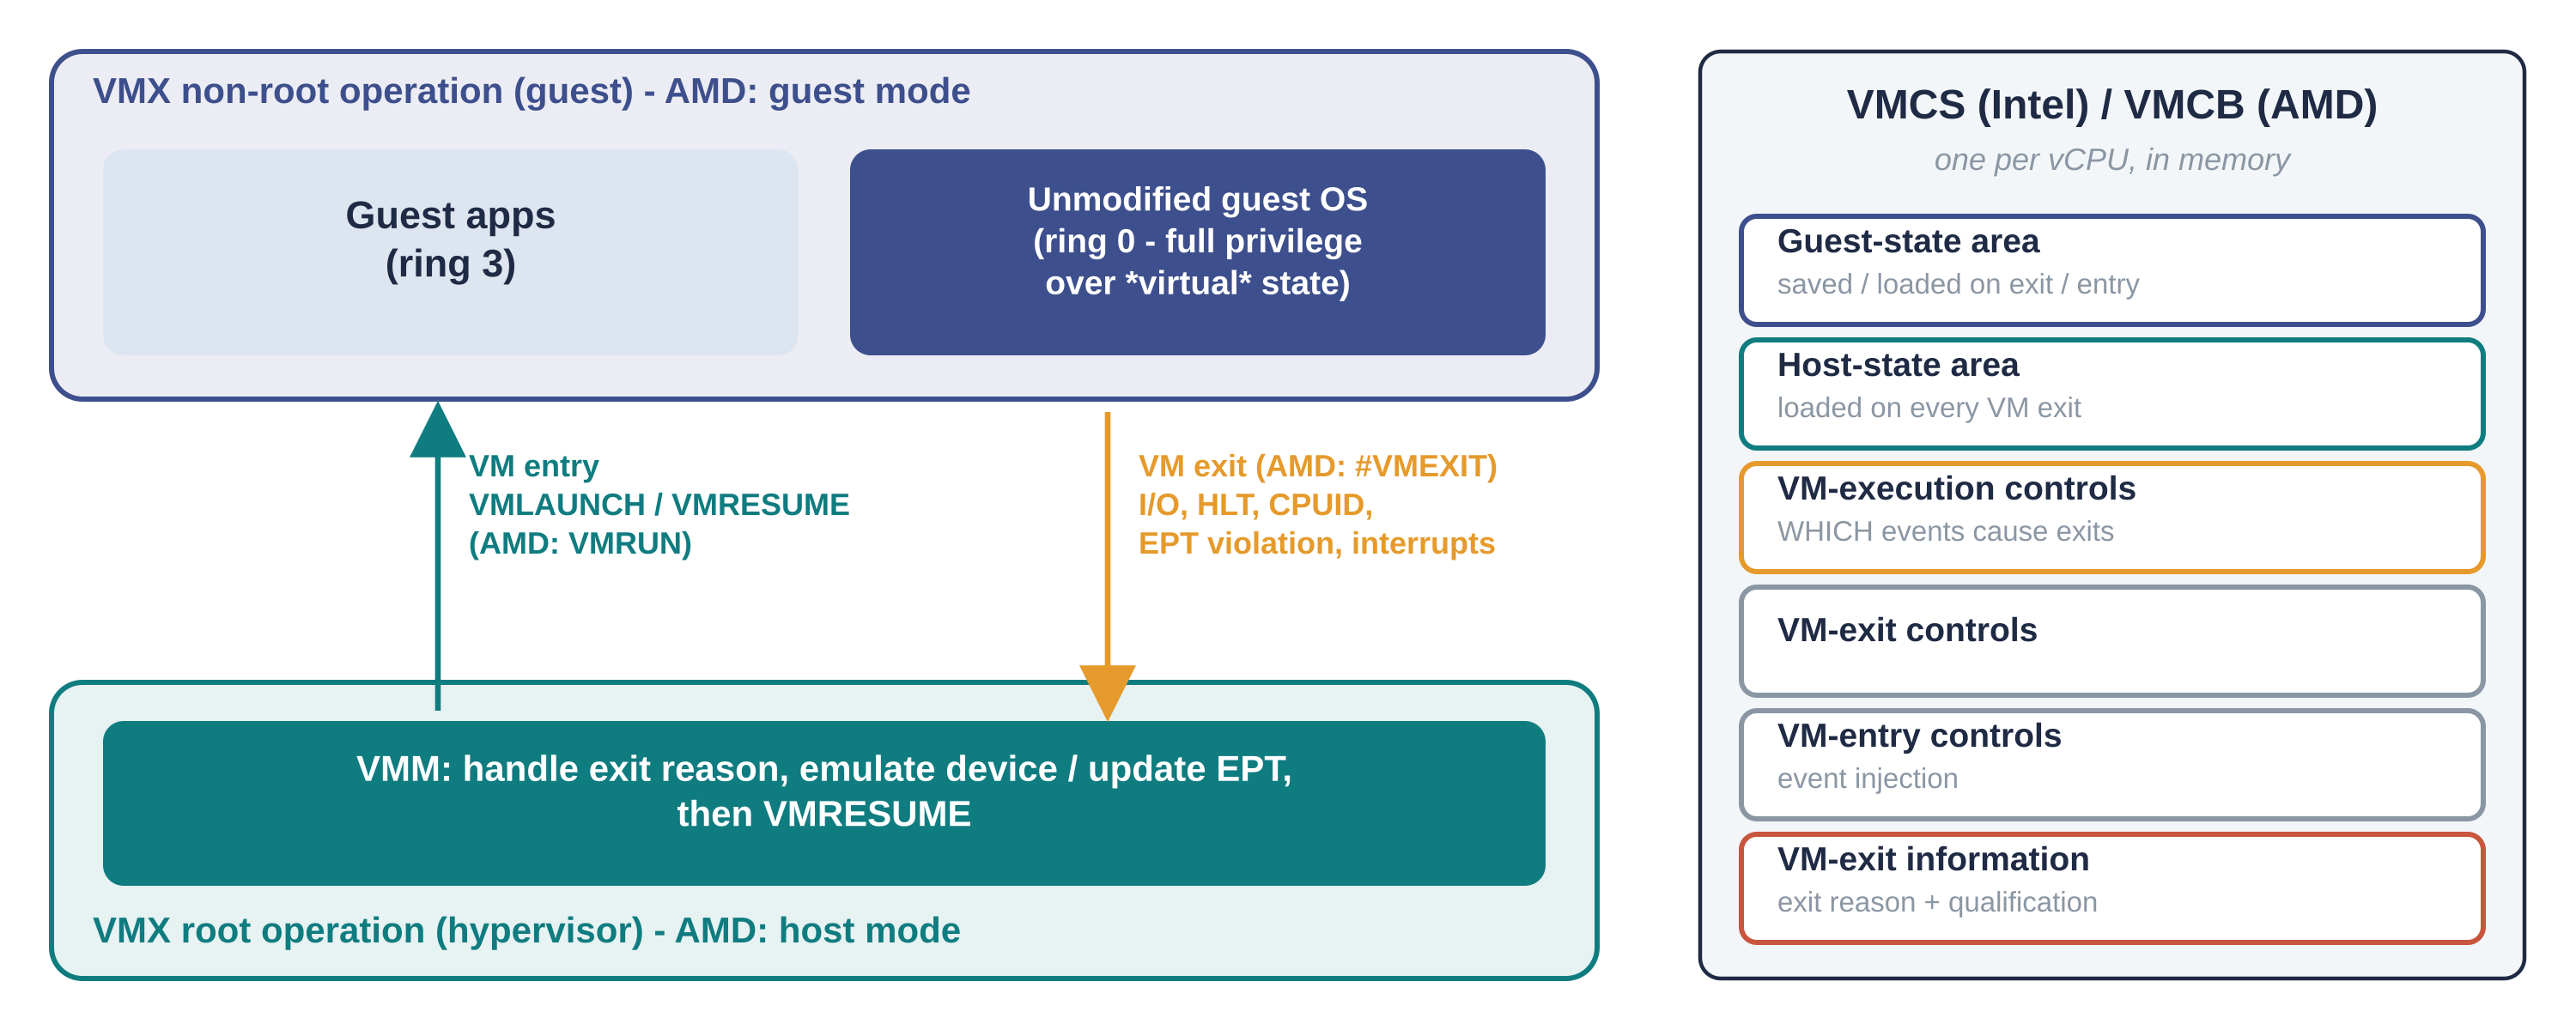 VMX non-root operation (guest) - AMD: guest mode
Guest apps
(ring 3)
Unmodified guest OS
(ring 0 - full privilege
over *virtual* state)
VM entry
VMLAUNCH / VMRESUME
(AMD: VMRUN)
VM exit (AMD: #VMEXIT)
I/O, HLT, CPUID,
EPT violation, interrupts
VMM: handle exit reason, emulate device / update EPT,
then VMRESUME
VMX root operation (hypervisor) - AMD: host mode
VMCS (Intel) / VMCB (AMD)
one per vCPU, in memory
Guest-state area
saved / loaded on exit / entry
Host-state area
loaded on every VM exit
VM-execution controls
WHICH events cause exits
VM-exit controls
VM-entry controls
event injection
VM-exit information
exit reason + qualification